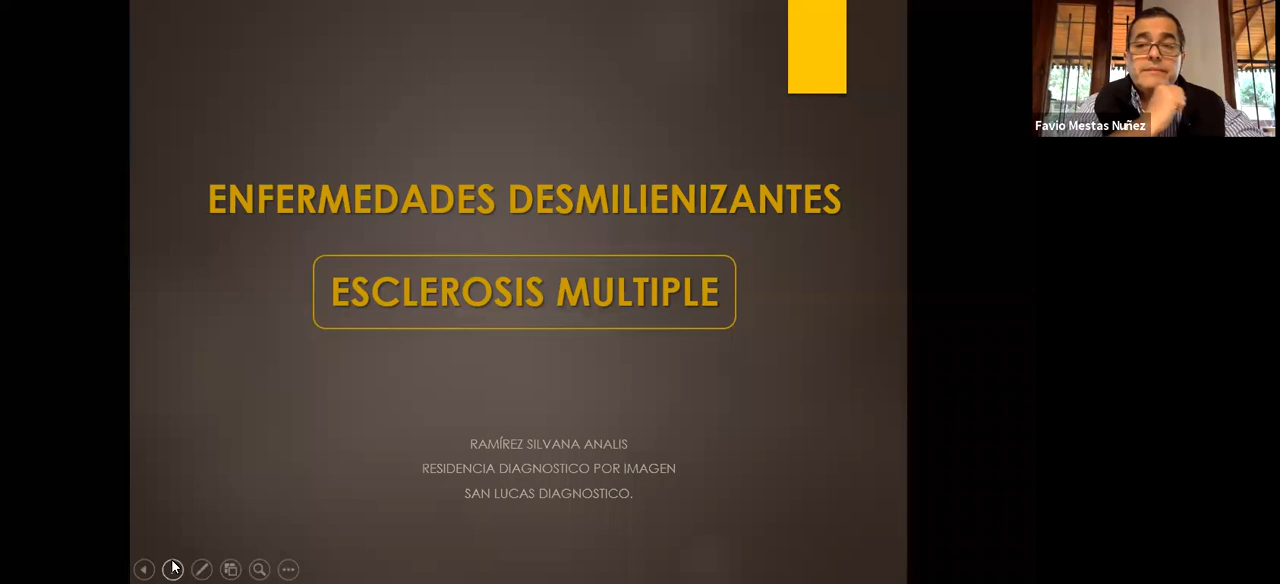 ENFERMEDADES DESMILIENIZANTES
ESCLEROSIS MULTIPLE
RAMÍREZ SILVANA ANALIS
RESIDENCIA DIAGNOSTICO POR IMAGEN
SAN LUCAS DIAGNOSTICO.
Favio Mestas Nuñez